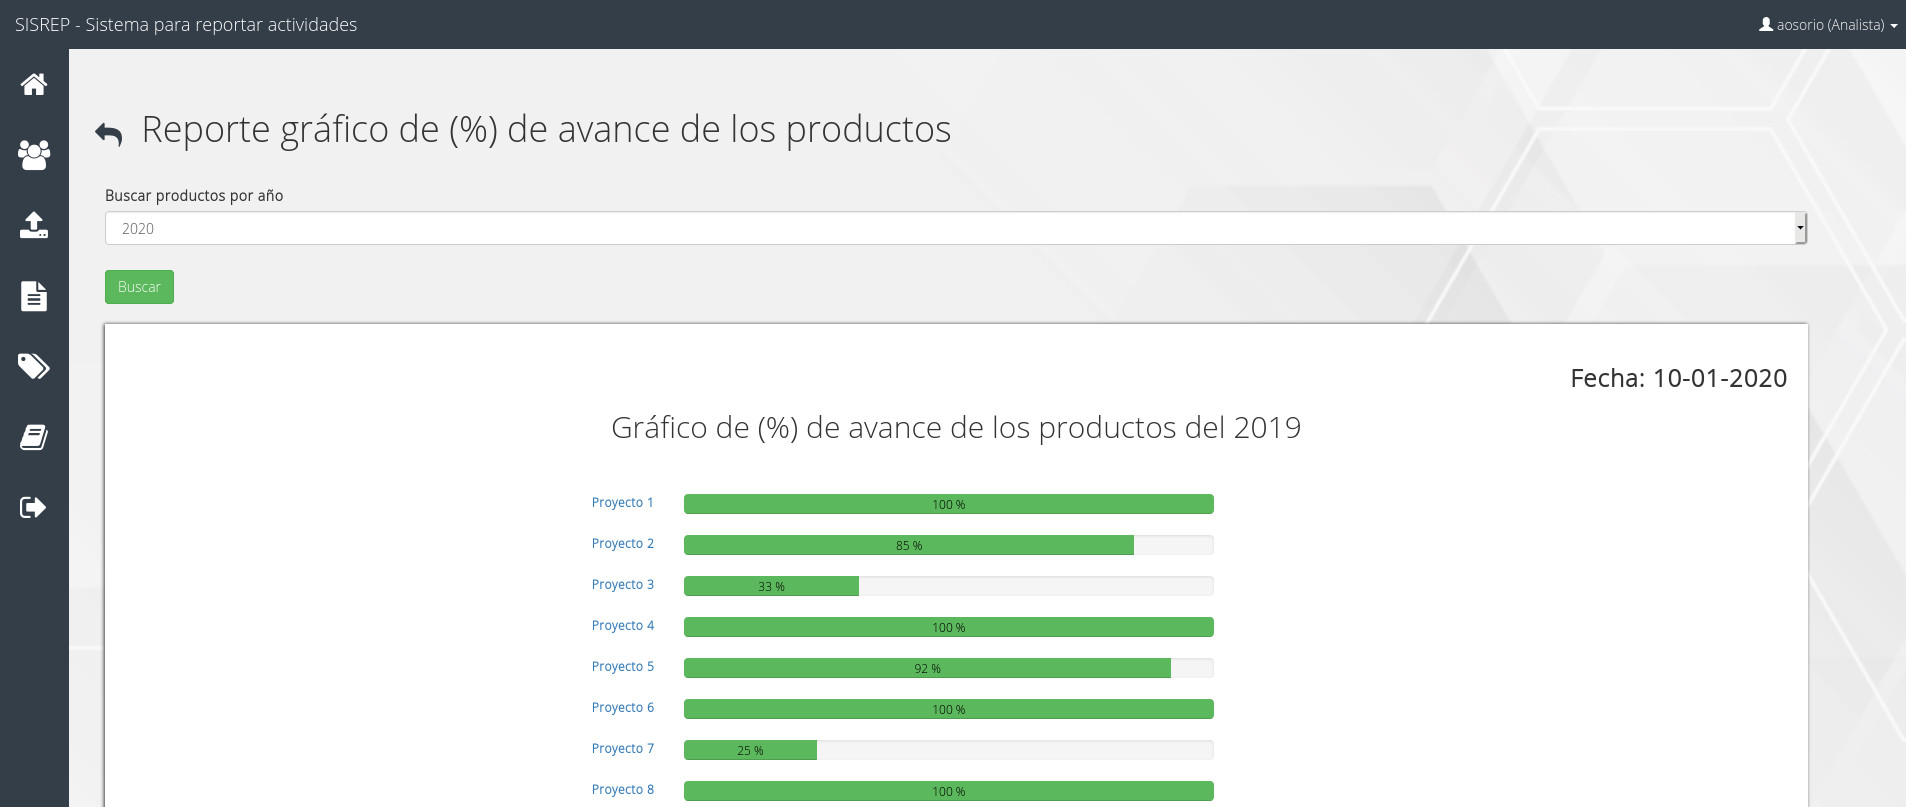 SISREP - Sistema para reportar actividades
aosorio (Analista)
Reporte gráfico de (%) de avance de los productos
Buscar productos por año
2020
Buscar
Fecha: 10-01-2020
Gráfico de (%) de avance de los productos del 2019
Proyecto 1 100 %
Proyecto 2 85 %
Proyecto 3 33 %
Proyecto 4 100 %
Proyecto 5 92 %
Proyecto 6 100 %
Proyecto 7 25 %
Proyecto 8 100 %